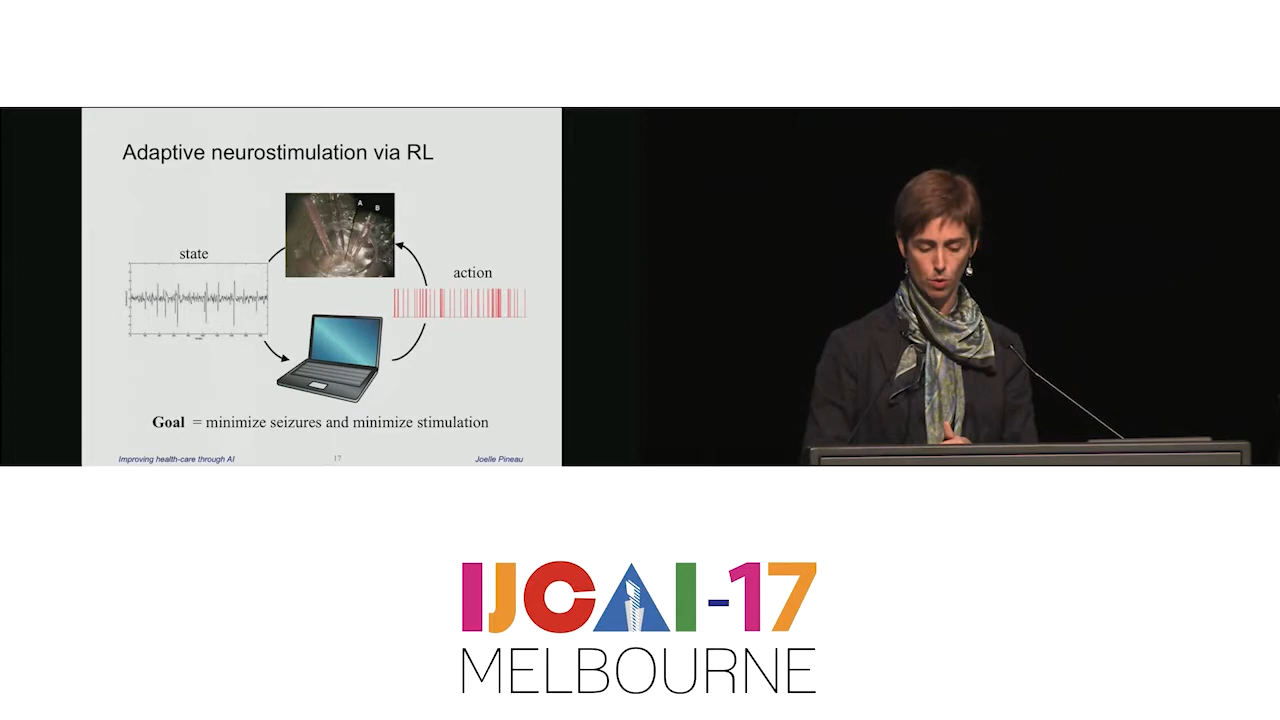 Adaptive neurostimulation via RL
A
B
state
action
Goal = minimize seizures and minimize stimulation
Improving health-care through AI
17
Joelle Pineau
IJCAI-17
MELBOURNE